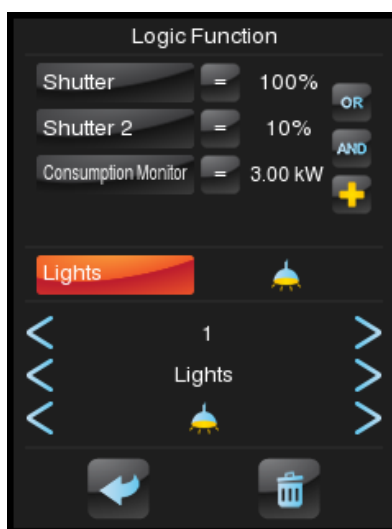 Logic Function
Shutter = 100%
OR
Shutter 2 = 10%
AND
Consumption Monitor = 3.00 kW
Lights
1
Lights